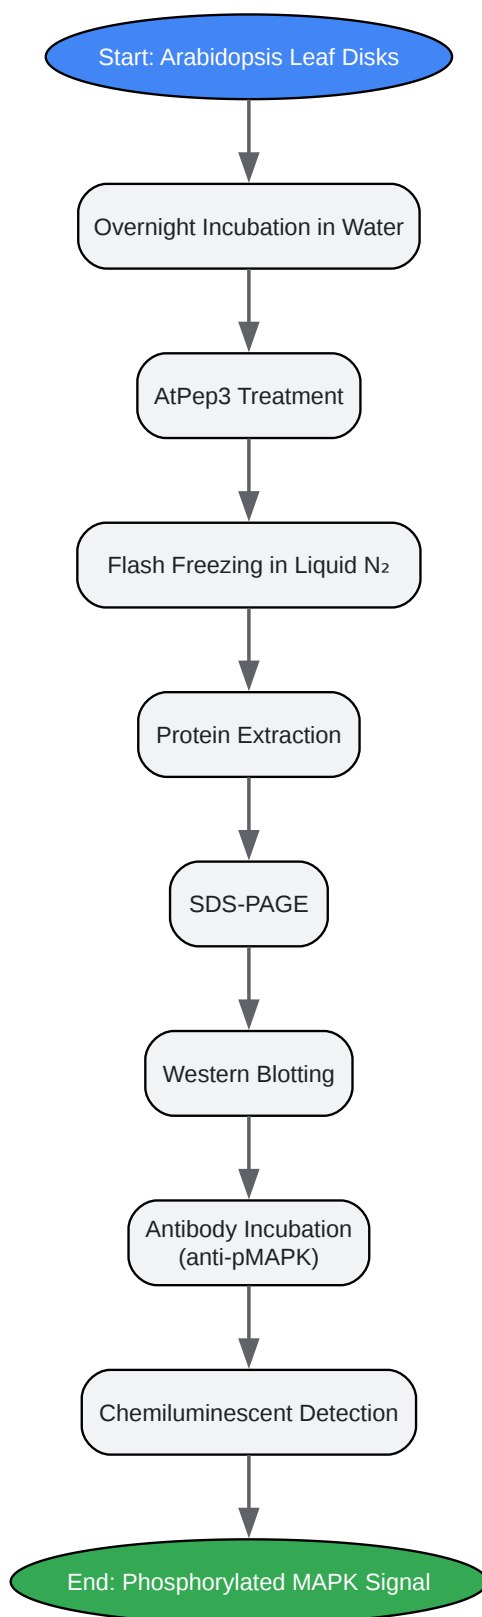 Start: Arabidopsis Leaf Disks
Overnight Incubation in Water
AtPep3 Treatment
Flash Freezing in Liquid N₂
Protein Extraction
SDS-PAGE
Western Blotting
Antibody Incubation
(anti-pMAPK)
Chemiluminescent Detection
End: Phosphorylated MAPK Signal